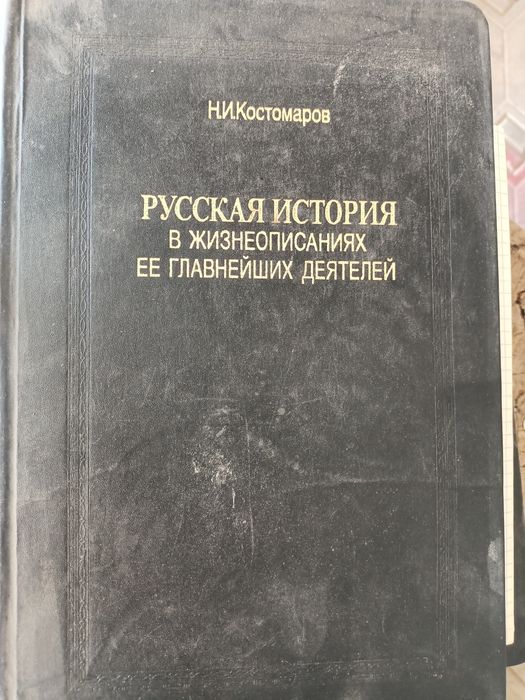 Н.И.Костомаров
РУССКАЯ ИСТОРИЯ
В ЖИЗНЕОПИСАНИЯХ
ЕЕ ГЛАВНЕЙШИХ ДЕЯТЕЛЕЙ